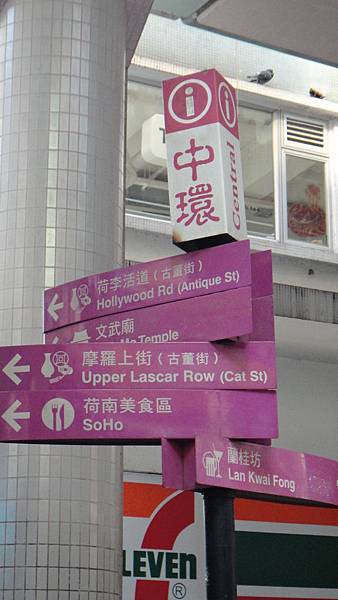 中環
Central
荷李活道（古董街）
Hollywood Rd (Antique St)
文武廟
Temple
摩羅上街（古董街）
Upper Lascar Row (Cat St)
荷南美食區
SoHo
蘭桂坊
Lan Kwai Fong
ELEVEN